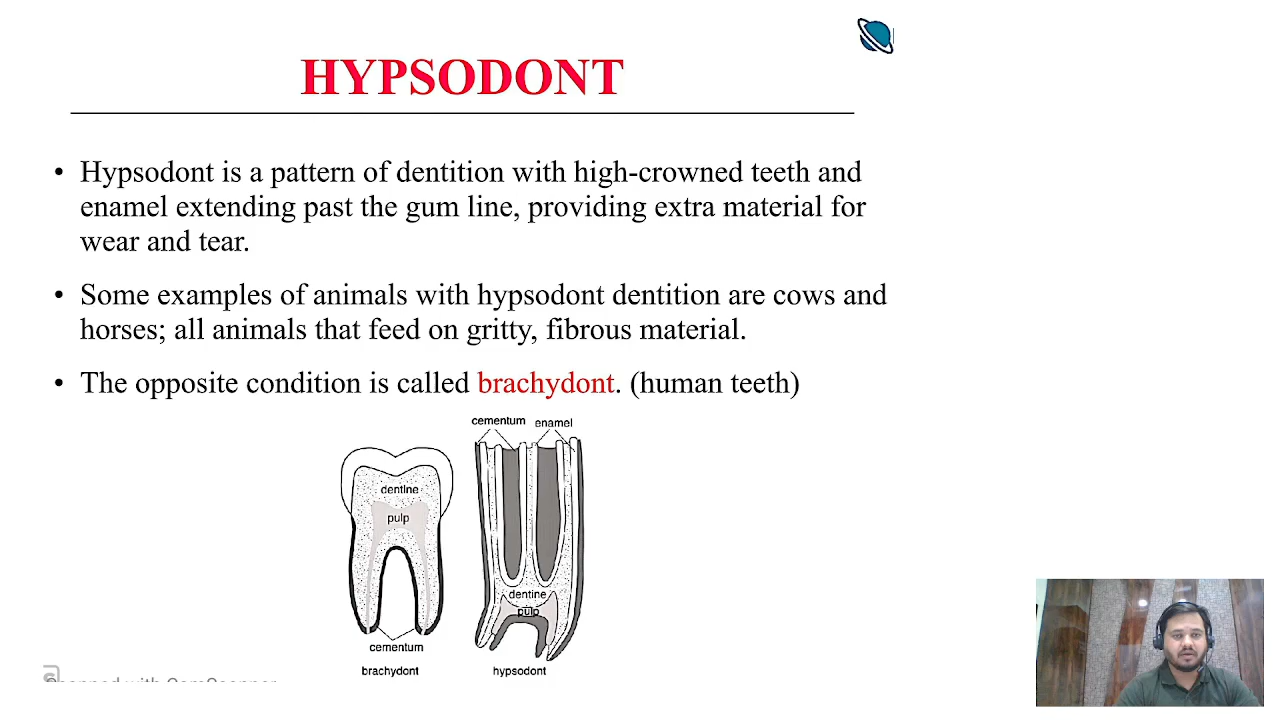 HYPSODONT
• Hypsodont is a pattern of dentition with high-crowned teeth and
enamel extending past the gum line, providing extra material for
wear and tear.
• Some examples of animals with hypsodont dentition are cows and
horses; all animals that feed on gritty, fibrous material.
• The opposite condition is called brachydont. (human teeth)
cementum enamel
dentine
pulp
dentine
pulp
cementum
brachydont hypsodont
Scanned with CamScanner